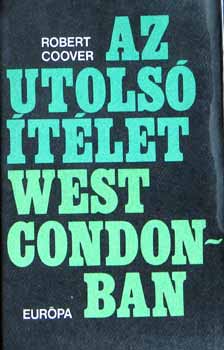 ROBERT
COOVER
AZ
UTOLSÓ
ÍTÉLET
WEST
CONDON-
BAN
EURÓPA